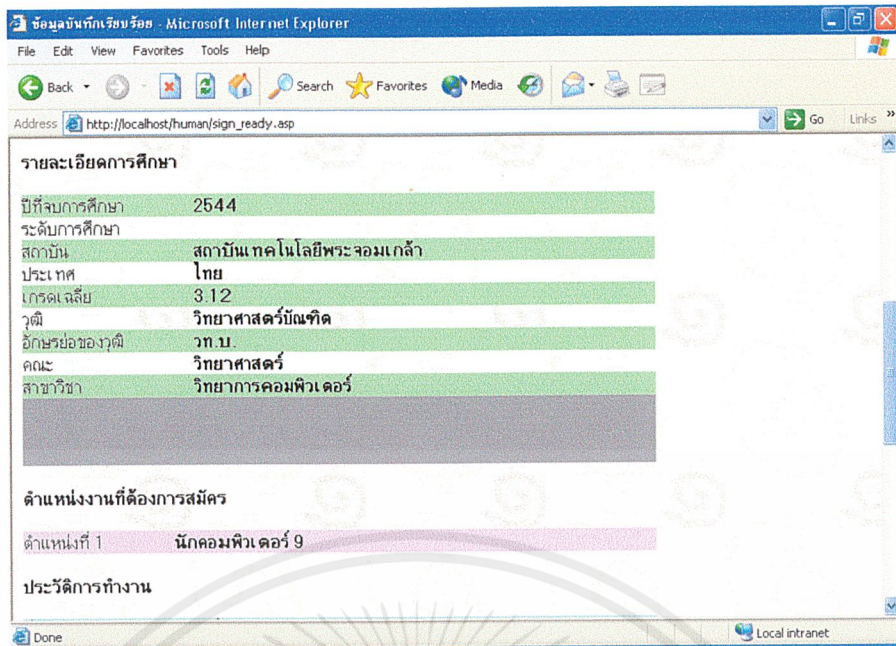 ข้อมูลบันทึกเรียบร้อย - Microsoft Internet Explorer
File Edit View Favorites Tools Help
Back Search Favorites Media
Address http://localhost/human/sign_ready.asp Go Links »
รายละเอียดการศึกษา
ปีที่จบการศึกษา 2544
ระดับการศึกษา
สถาบัน สถาบันเทคโนโลยีพระจอมเกล้า
ประเทศ ไทย
เกรดเฉลี่ย 3.12
วุฒิ วิทยาศาสตร์บัณฑิต
อักษรย่อของวุฒิ วท.บ.
คณะ วิทยาศาสตร์
สาขาวิชา วิทยาการคอมพิวเตอร์
ตำแหน่งงานที่ต้องการสมัคร
ตำแหน่งที่ 1 นักคอมพิวเตอร์ 9
ประวัติการทำงาน
Done Local intranet